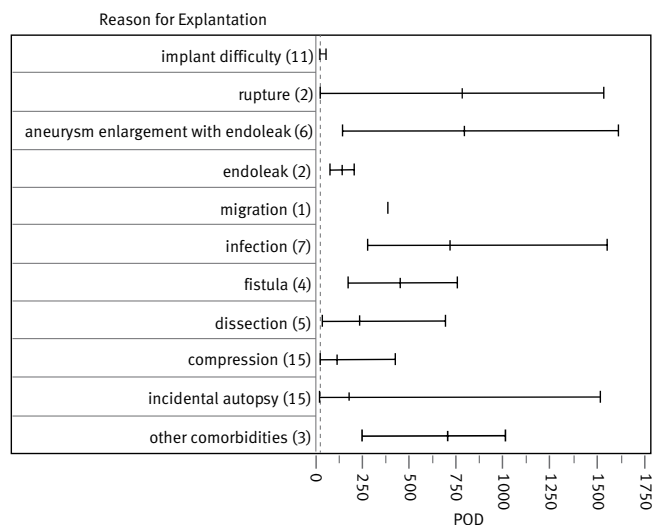 Reason for Explantation
implant difficulty (11)
rupture (2)
aneurysm enlargement with endoleak (6)
endoleak (2)
migration (1)
infection (7)
fistula (4)
dissection (5)
compression (15)
incidental autopsy (15)
other comorbidities (3)
0 250 500 750 1000 1250 1500 1750
POD